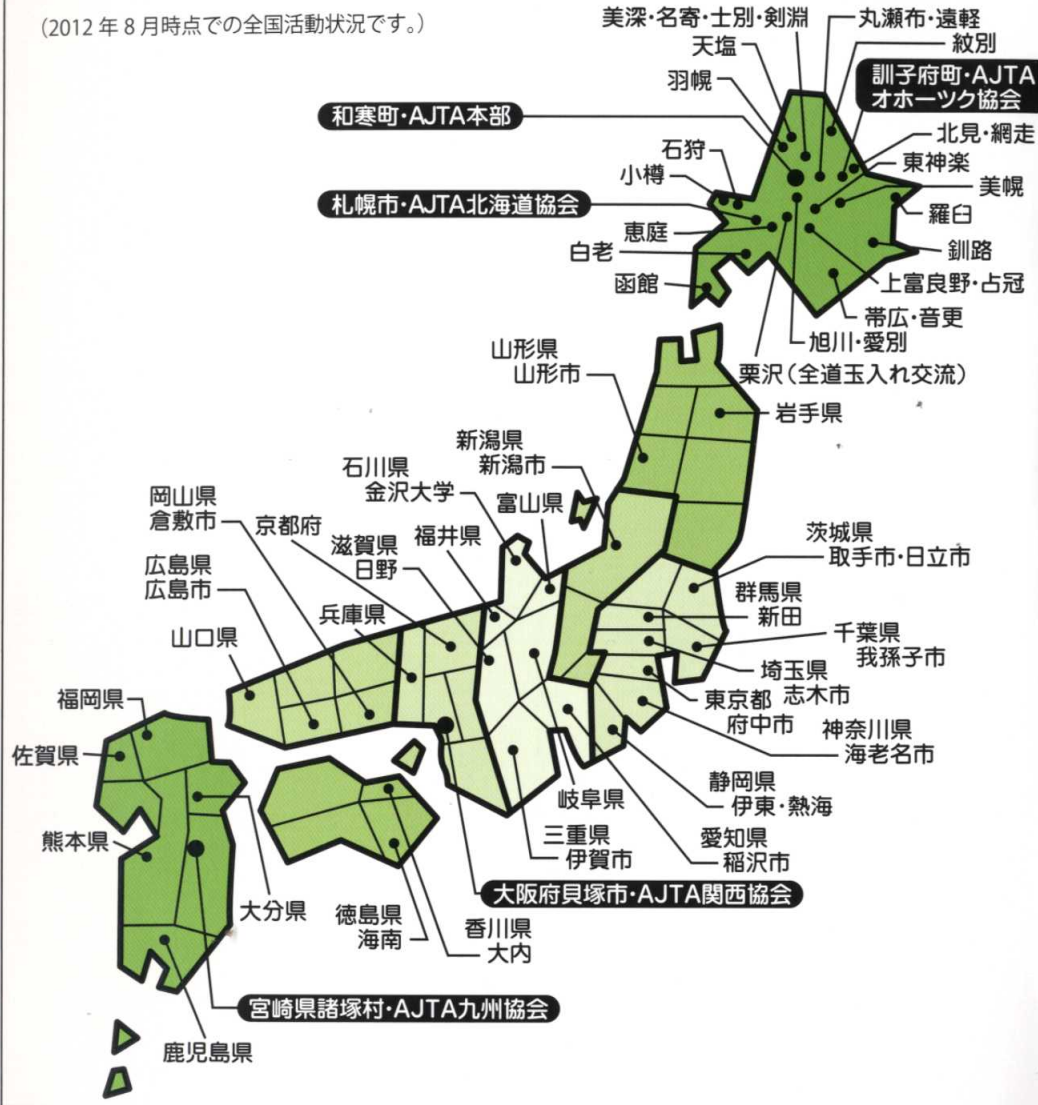 (2012 年 8 月時点での全国活動状況です。)
美深・名寄・士別・剣淵
丸瀬布・遠軽
天塩
紋別
羽幌
訓子府町・AJTA
オホーツク協会
和寒町・AJTA本部
北見・網走
石狩
東神楽
小樽
美幌
札幌市・AJTA北海道協会
羅臼
恵庭
白老
釧路
函館
上富良野・占冠
帯広・音更
旭川・愛別
栗沢(全道玉入れ交流)
山形県
山形市
岩手県
新潟県
新潟市
石川県
金沢大学
富山県
岡山県
倉敷市
京都府
滋賀県
日野
福井県
茨城県
取手市・日立市
広島県
広島市
群馬県
新田
兵庫県
千葉県
我孫子市
山口県
埼玉県
志木市
東京都
府中市
福岡県
神奈川県
海老名市
佐賀県
静岡県
伊東・熱海
岐阜県
熊本県
三重県
伊賀市
愛知県
稲沢市
大阪府貝塚市・AJTA関西協会
大分県
徳島県
海南
香川県
大内
宮崎県諸塚村・AJTA九州協会
鹿児島県